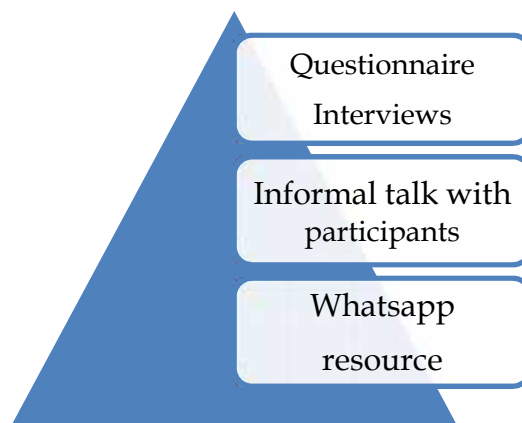 Questionnaire
Interviews
Informal talk with
participants
Whatsapp
resource